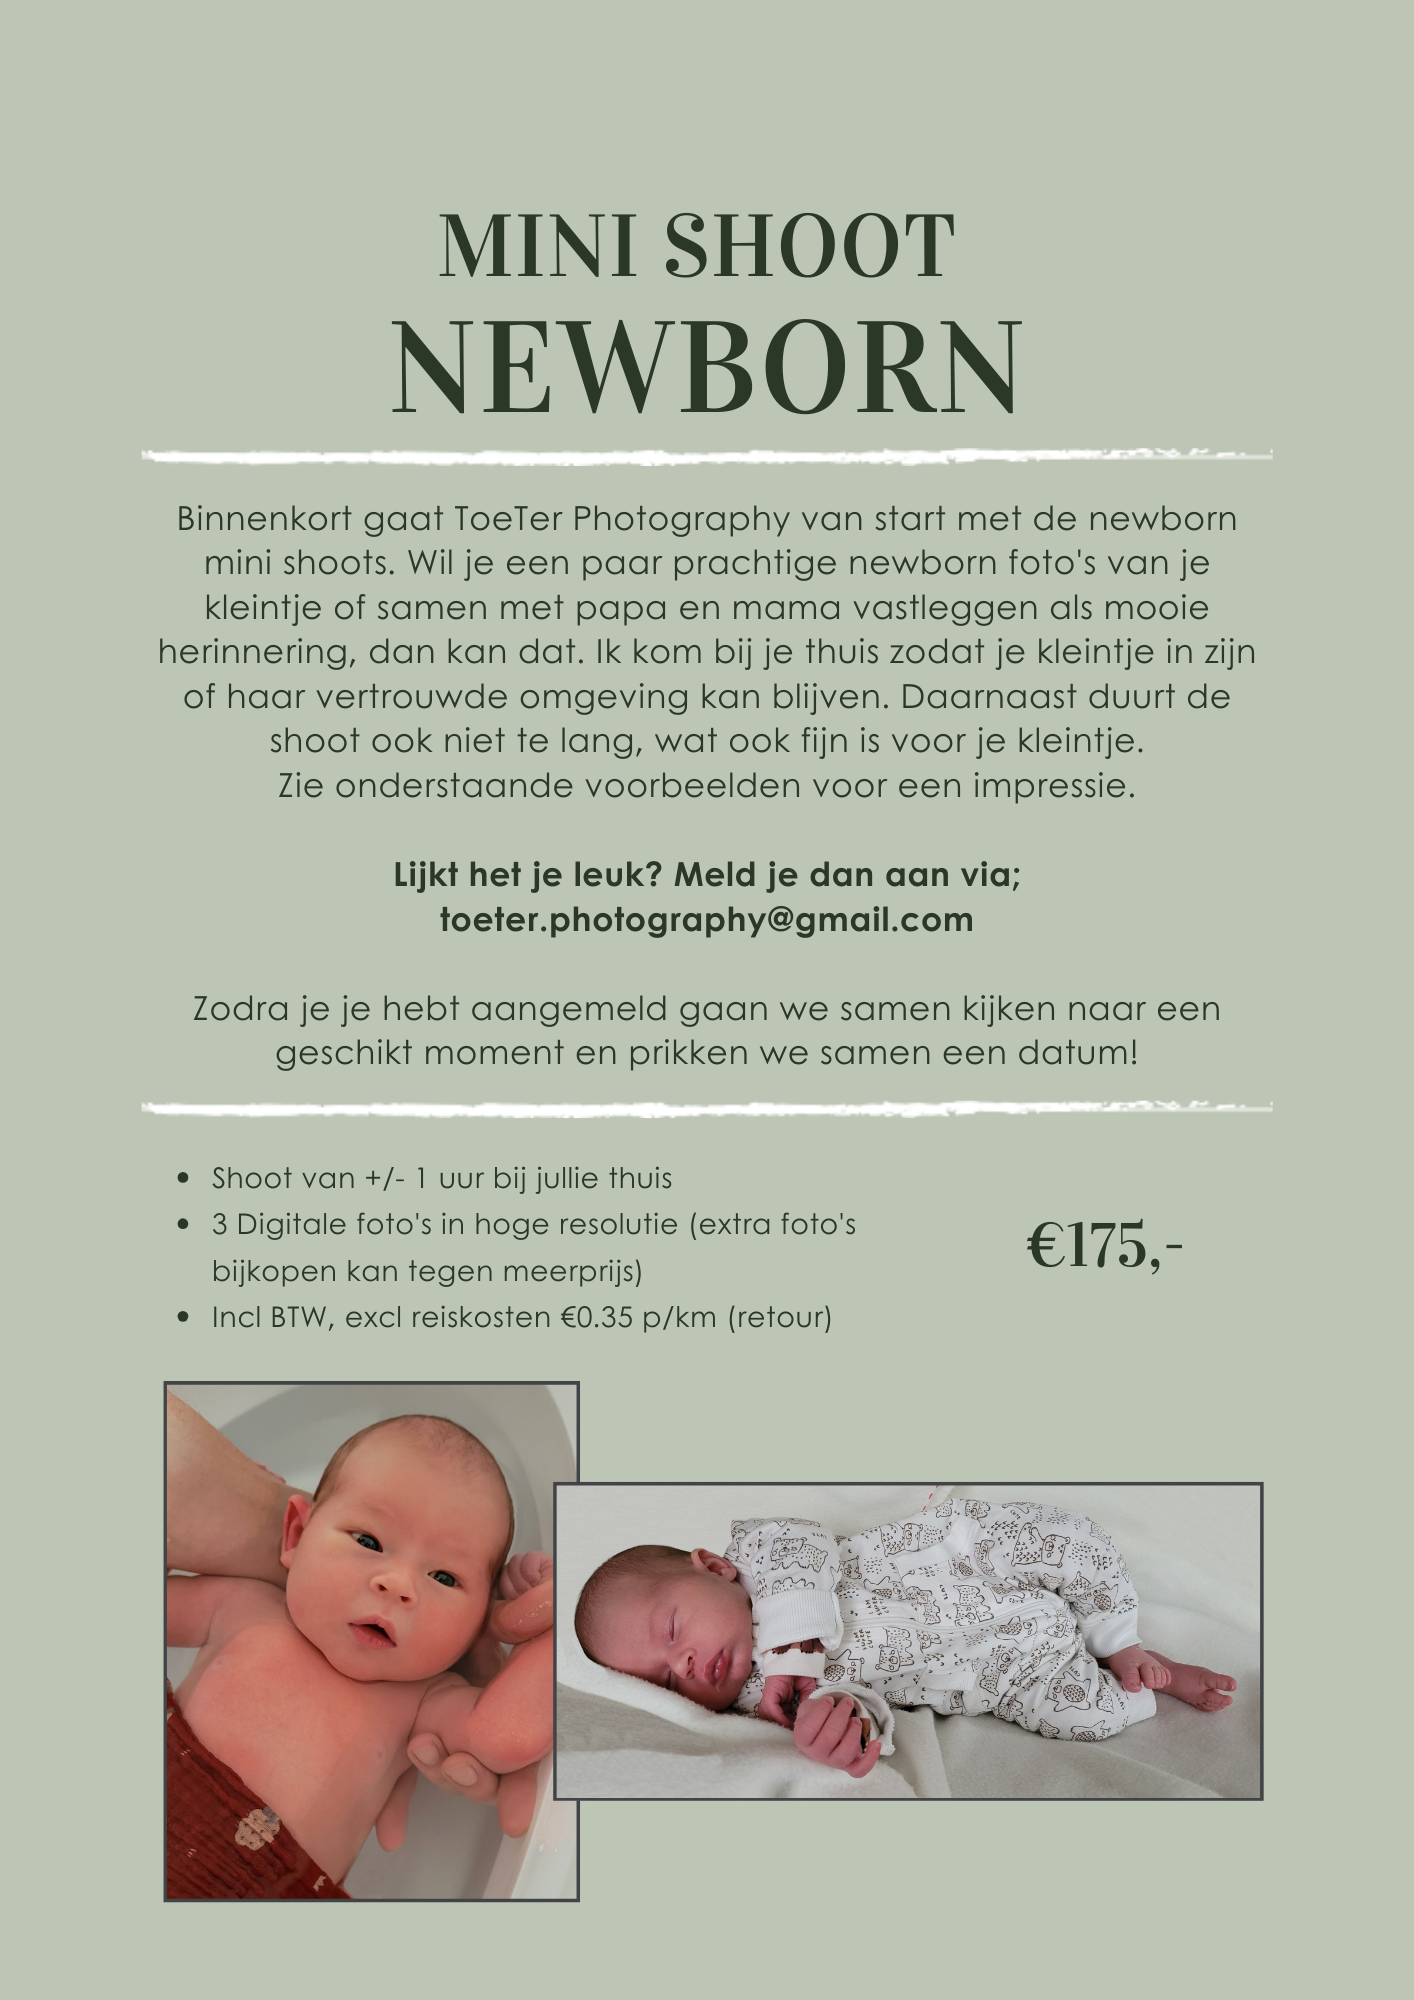 MINI SHOOT
NEWBORN
Binnenkort gaat ToeTer Photography van start met de newborn
mini shoots. Wil je een paar prachtige newborn foto's van je
kleintje of samen met papa en mama vastleggen als mooie
herinnering, dan kan dat. Ik kom bij je thuis zodat je kleintje in zijn
of haar vertrouwde omgeving kan blijven. Daarnaast duurt de
shoot ook niet te lang, wat ook fijn is voor je kleintje.
Zie onderstaande voorbeelden voor een impressie.
Lijkt het je leuk? Meld je dan aan via;
toeter.photography@gmail.com
Zodra je je hebt aangemeld gaan we samen kijken naar een
geschikt moment en prikken we samen een datum!
• Shoot van +/- 1 uur bij jullie thuis
• 3 Digitale foto's in hoge resolutie (extra foto's
bijkopen kan tegen meerprijs)
• Incl BTW, excl reiskosten €0.35 p/km (retour)
€175,-